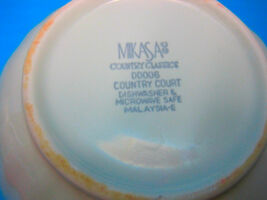 MIKASA®
COUNTRY CLASSICS
DD006
COUNTRY COURT
DISHWASHER &
MICROWAVE SAFE
MALAYSIA-E